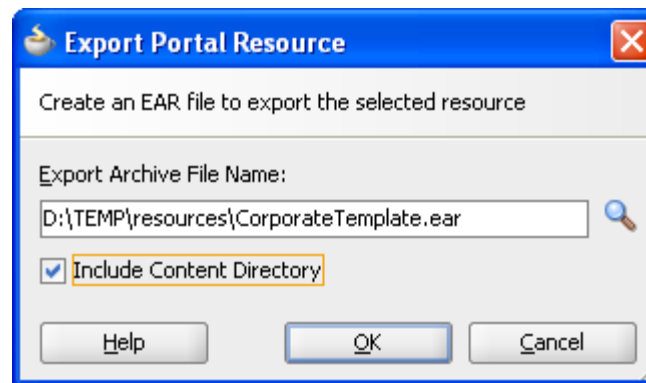 Export Portal Resource
Create an EAR file to export the selected resource
Export Archive File Name:
D:\TEMP\resources\CorporateTemplate.ear
Include Content Directory
Help OK Cancel